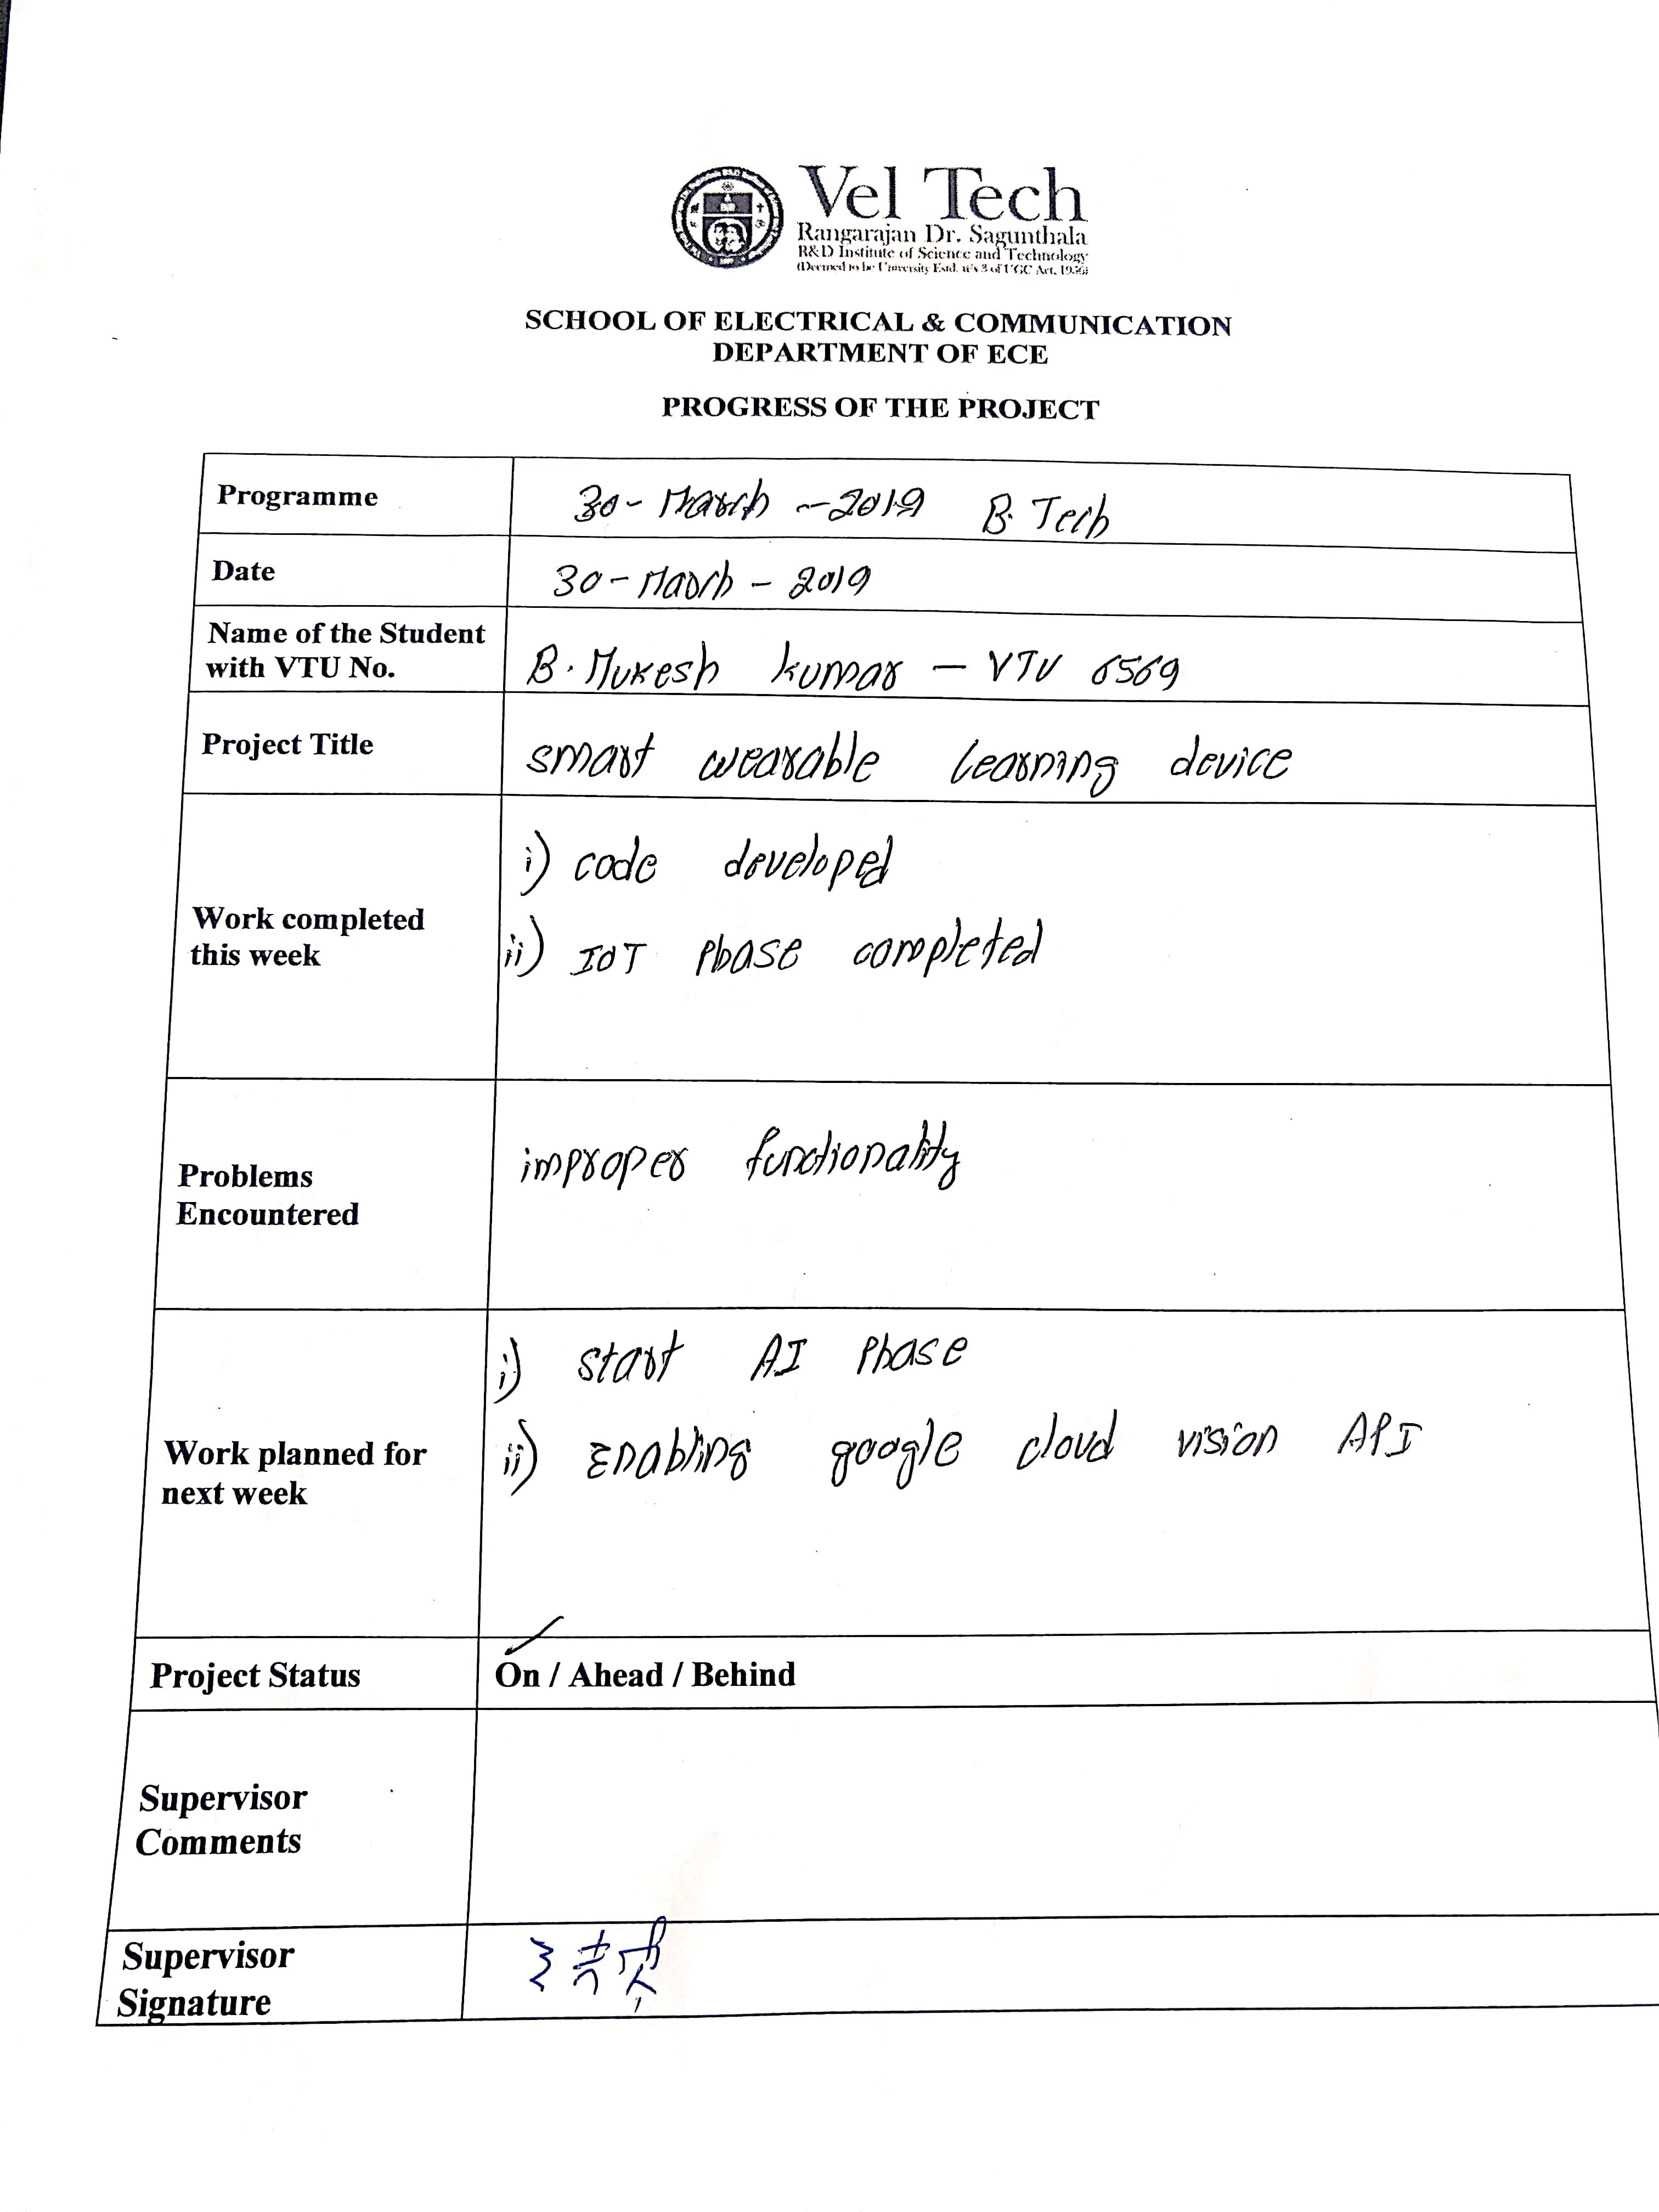 Vel Tech
Rangarajan Dr. Sagunthala
R&D Institute of Science and Technology
(Deemed to be University Estd. u/s 3 of UGC Act, 1956)
SCHOOL OF ELECTRICAL & COMMUNICATION
DEPARTMENT OF ECE
PROGRESS OF THE PROJECT
Programme 30-March-2019 B.Tech
Date 30-March-2019
Name of the Student
with VTU No. B.Mukesh kumar - VTU 6569
Project Title smart wearable learning device
i) code developed
Work completed
this week ii) IOT Phase completed
Problems improper functionality
Encountered
i) start AI Phase
Work planned for ii) Enabling google cloud vision API
next week
Project Status On / Ahead / Behind
Supervisor
Comments
Supervisor
Signature